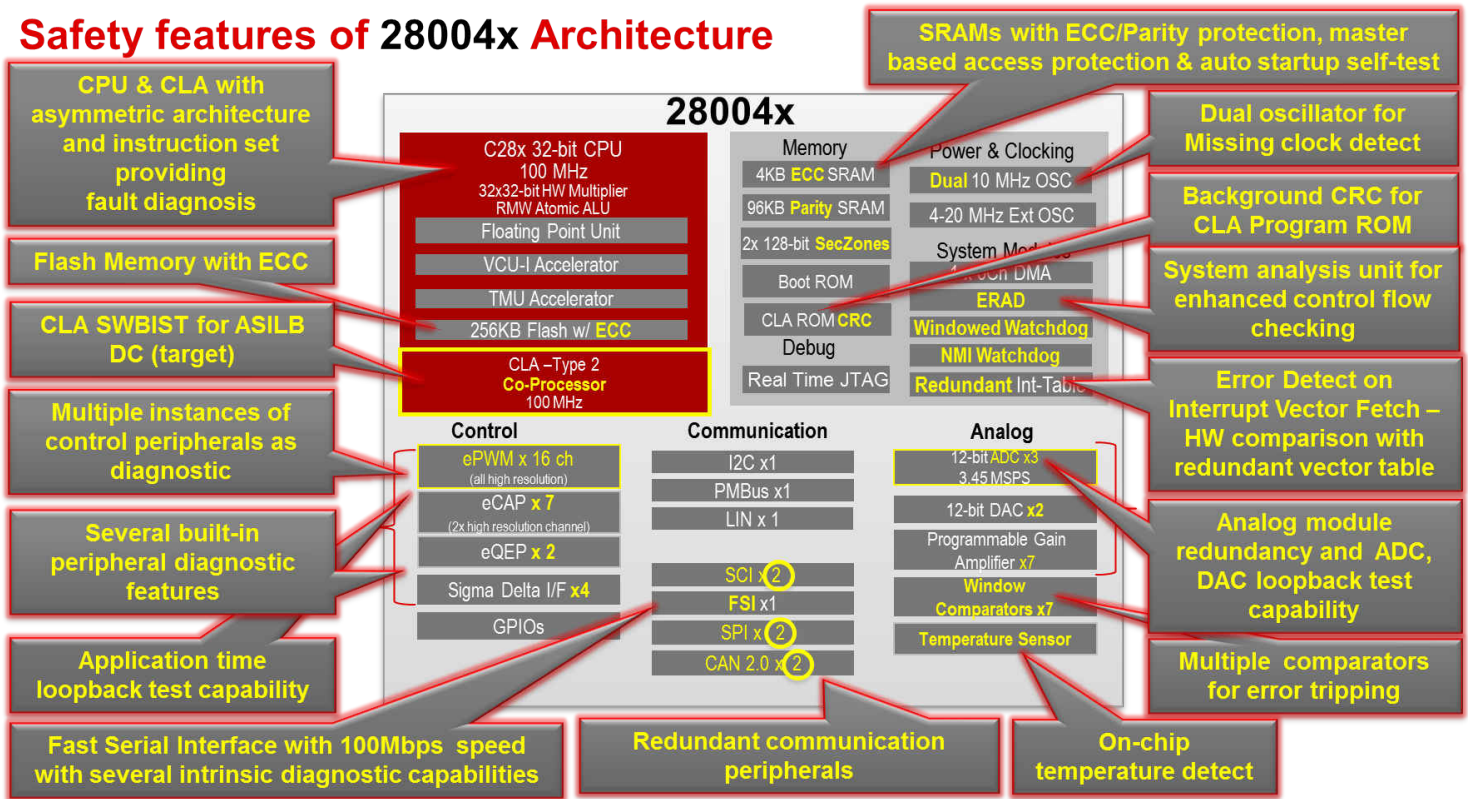 Safety features of 28004x Architecture
SRAMs with ECC/Parity protection, master
based access protection & auto startup self-test
CPU & CLA with
asymmetric architecture
and instruction set
providing
fault diagnosis
Flash Memory with ECC
CLA SWBIST for ASILB
DC (target)
Multiple instances of
control peripherals as
diagnostic
Several built-in
peripheral diagnostic
features
Application time
loopback test capability
Fast Serial Interface with 100Mbps speed
with several intrinsic diagnostic capabilities
28004x
C28x 32-bit CPU
100 MHz
32x32-bit HW Multiplier
RMW Atomic ALU
Floating Point Unit
VCU-I Accelerator
TMU Accelerator
256KB Flash w/ ECC
CLA –Type 2
Co-Processor
100 MHz
Memory
4KB ECC SRAM
96KB Parity SRAM
2x 128-bit SecZones
Boot ROM
CLA ROM CRC
Debug
Real Time JTAG
Power & Clocking
Dual 10 MHz OSC
4-20 MHz Ext OSC
System
DMA
ERAD
Windowed Watchdog
NMI Watchdog
Redundant Int-Table
Control
ePWM x 16 ch
(all high resolution)
eCAP x 7
(2x high resolution channel)
eQEP x 2
Sigma Delta I/F x4
GPIOs
Communication
I2C x1
PMBus x1
LIN x 1
SCI x 2
FSI x1
SPI x 2
CAN 2.0 x 2
Analog
12-bit ADC x3
3.45 MSPS
12-bit DAC x2
Programmable Gain
Amplifier x7
Window
Comparators x7
Temperature Sensor
Dual oscillator for
Missing clock detect
Background CRC for
CLA Program ROM
System analysis unit for
enhanced control flow
checking
Error Detect on
Interrupt Vector Fetch –
HW comparison with
redundant vector table
Analog module
redundancy and ADC,
DAC loopback test
capability
Multiple comparators
for error tripping
Redundant communication
peripherals
On-chip
temperature detect